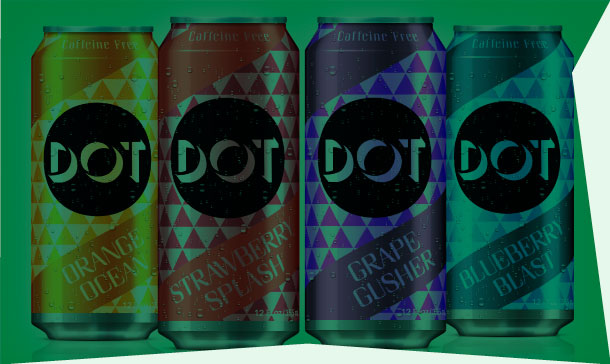 Caffeine Free
DOT
ORANGE
OCEAN
Caffeine Free
DOT
STRAWBERRY
SPLASH
Caffeine Free
DOT
GRAPE
GUSHER
Caffeine Free
DOT
BLUEBERRY
BLAST